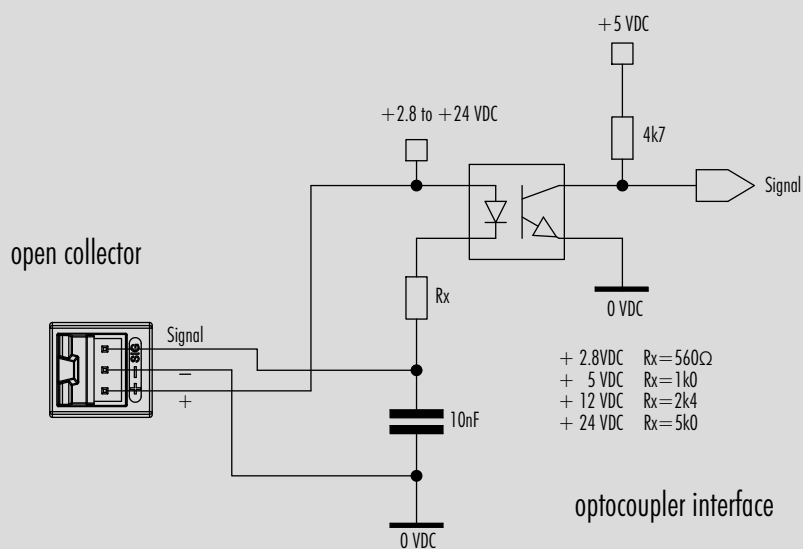 +5 VDC
+2.8 to +24 VDC
4k7
Signal
open collector
Rx
0 VDC
Signal
SIG
−
+
−
+
10nF
+ 2.8VDC Rx=560Ω
+ 5 VDC Rx=1k0
+ 12 VDC Rx=2k4
+ 24 VDC Rx=5k0
optocoupler interface
0 VDC